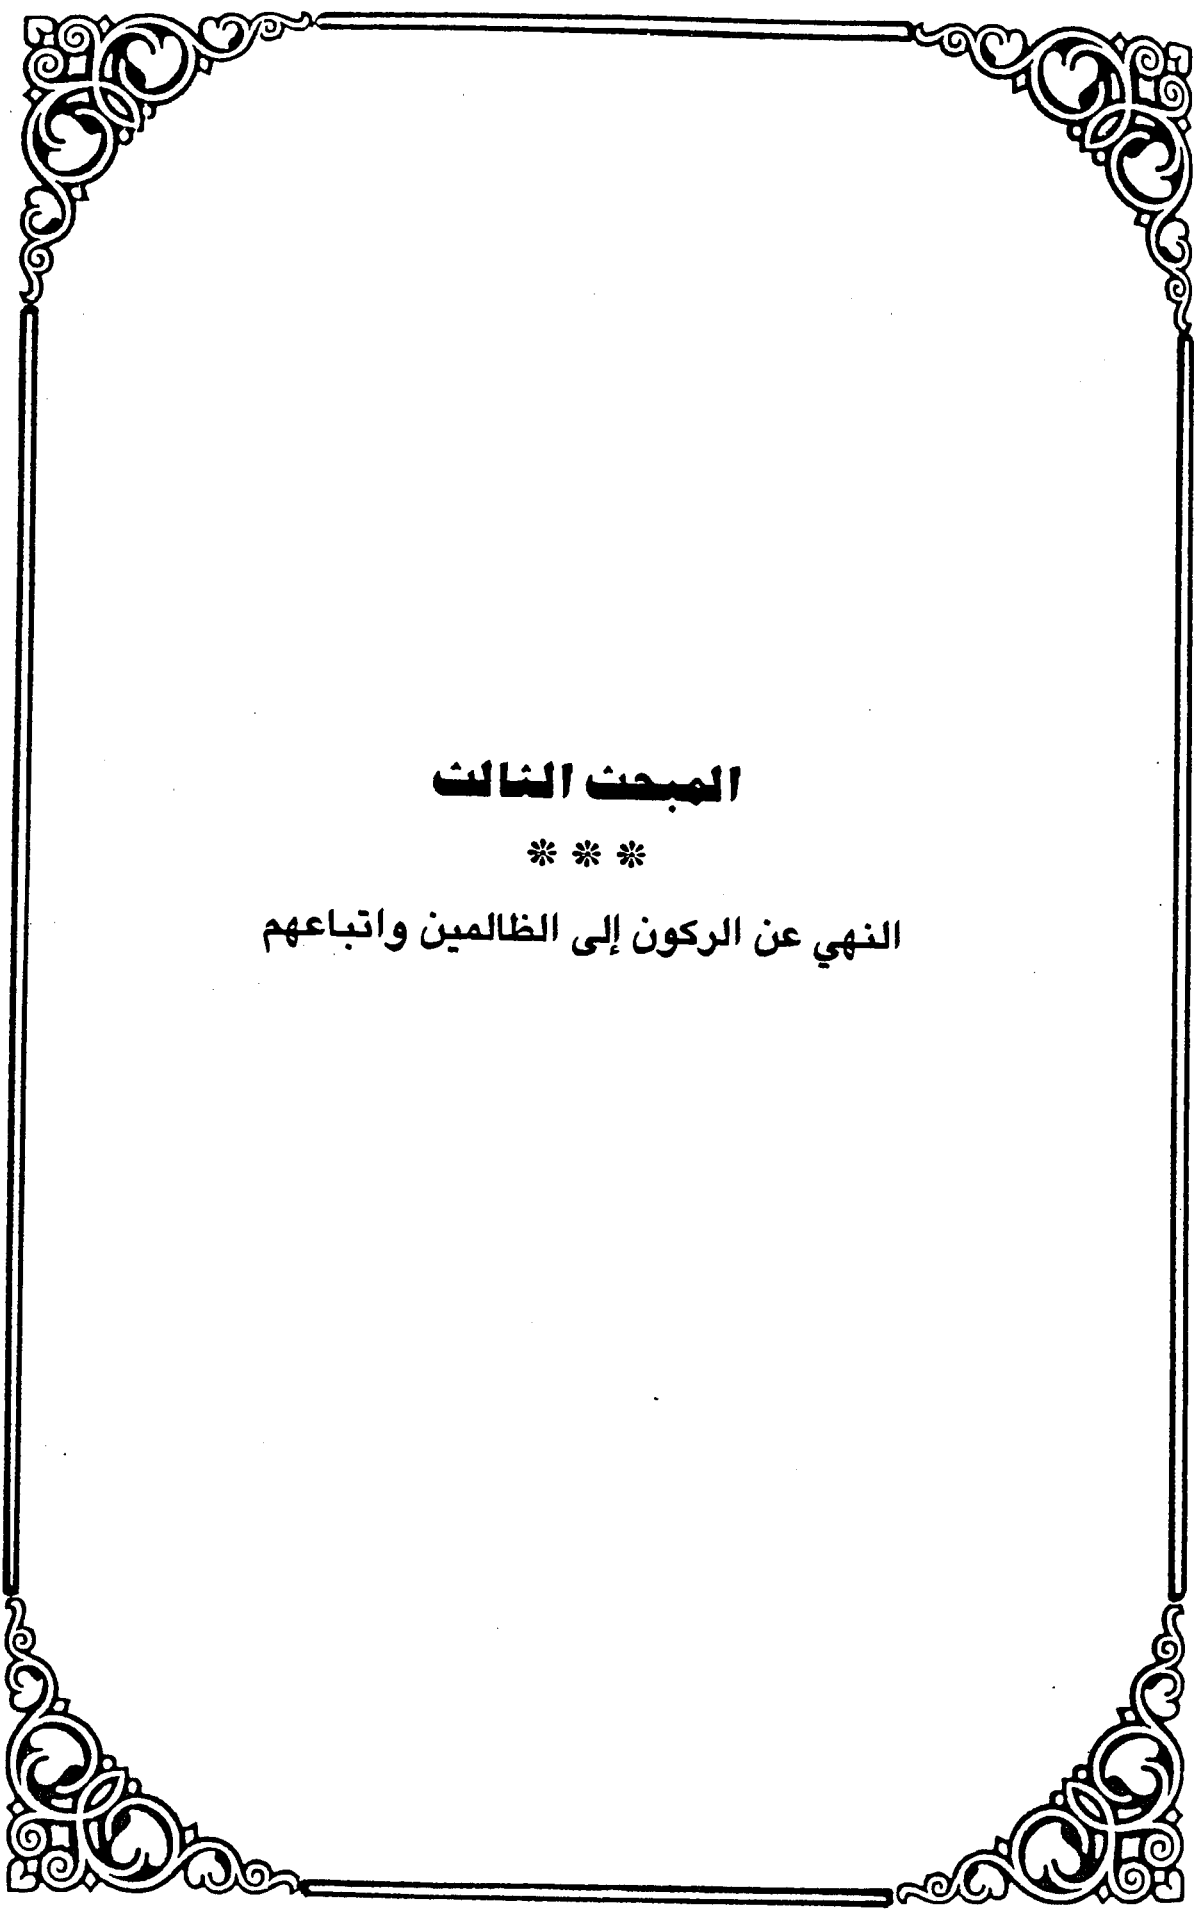 المبحث الثالث
* * *
النهي عن الركون إلى الظالمين واتباعهم